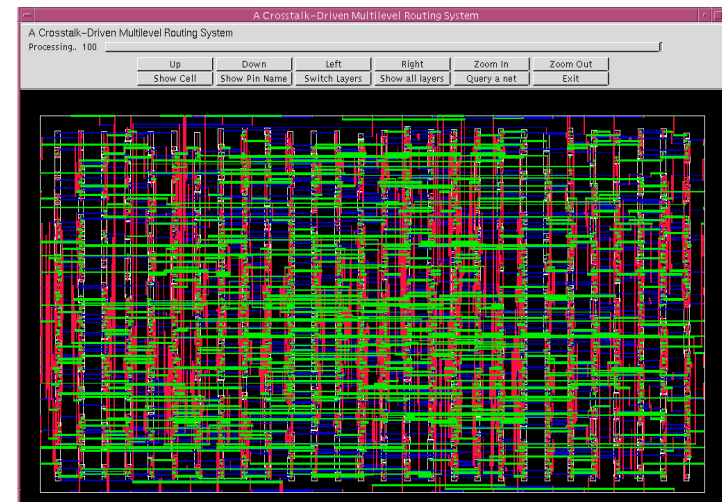 A Crosstalk-Driven Multilevel Routing System
A Crosstalk-Driven Multilevel Routing System
Processing.. 100
Up Down Left Right Zoom In Zoom Out
Show Cell Show Pin Name Switch Layers Show all layers Query a net Exit